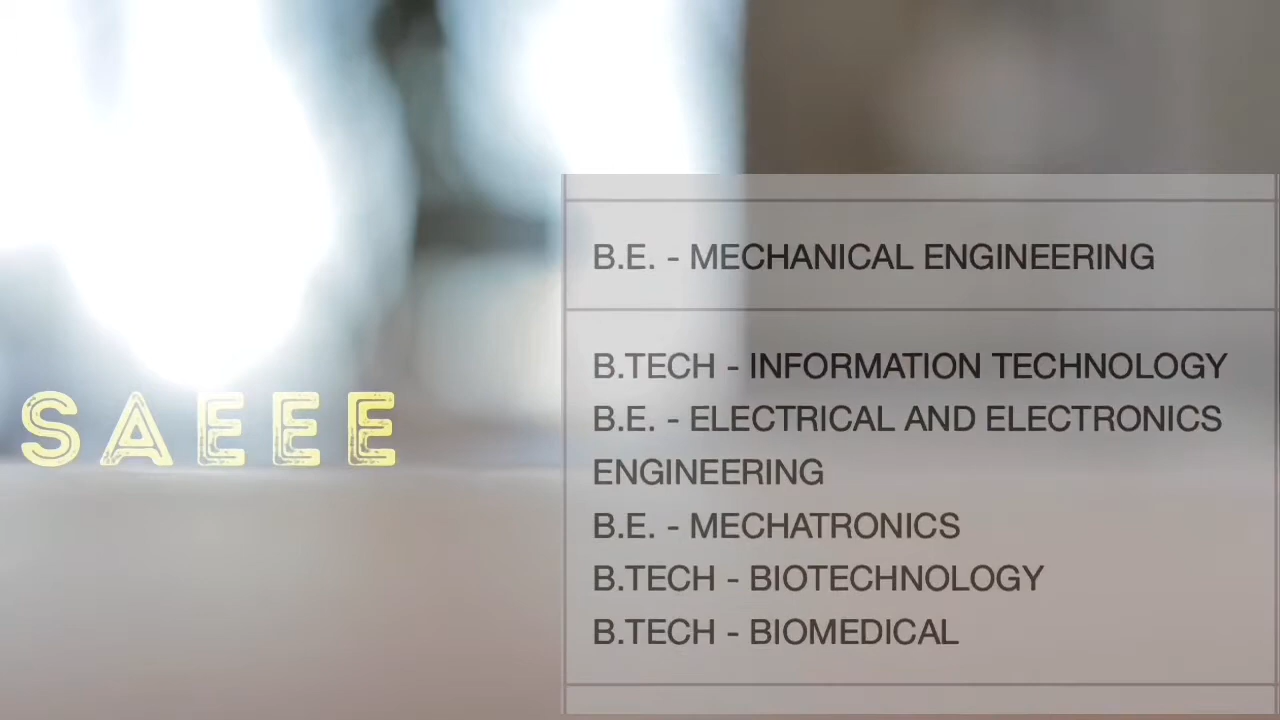 SAEEE
B.E. - MECHANICAL ENGINEERING
B.TECH - INFORMATION TECHNOLOGY
B.E. - ELECTRICAL AND ELECTRONICS
ENGINEERING
B.E. - MECHATRONICS
B.TECH - BIOTECHNOLOGY
B.TECH - BIOMEDICAL